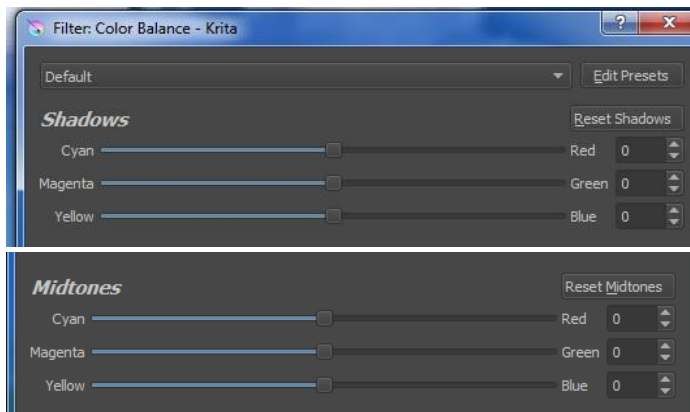 Filter: Color Balance - Krita
Default Edit Presets
Shadows Reset Shadows
Cyan Red 0
Magenta Green 0
Yellow Blue 0
Midtones Reset Midtones
Cyan Red 0
Magenta Green 0
Yellow Blue 0